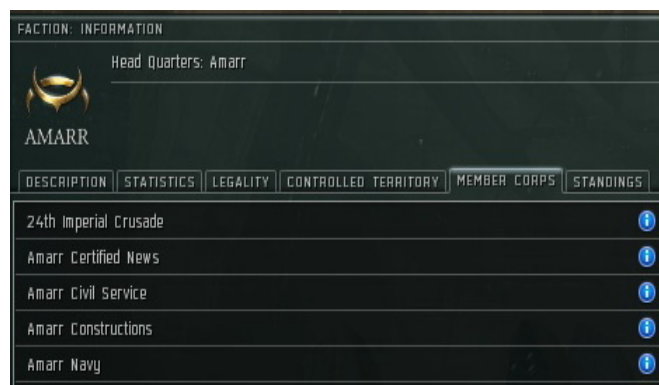 FACTION: INFORMATION
Head Quarters: Amarr
AMARR
DESCRIPTION STATISTICS LEGALITY CONTROLLED TERRITORY MEMBER CORPS STANDINGS
24th Imperial Crusade
Amarr Certified News
Amarr Civil Service
Amarr Constructions
Amarr Navy